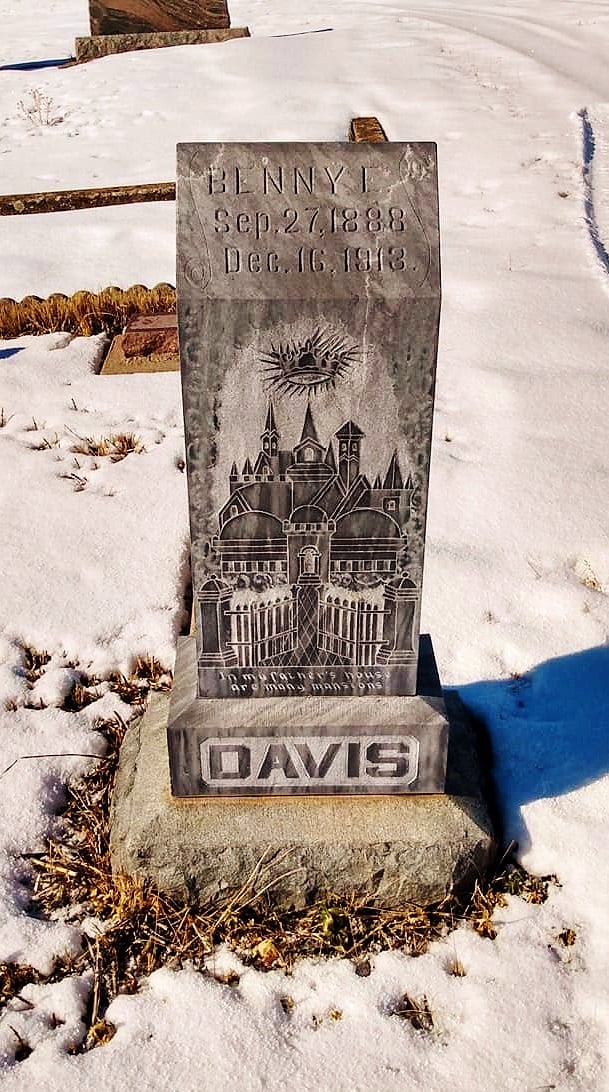 BENNY E.
Sep. 27, 1888
Dec. 16, 1913.
In my father's house
are many mansions
DAVIS